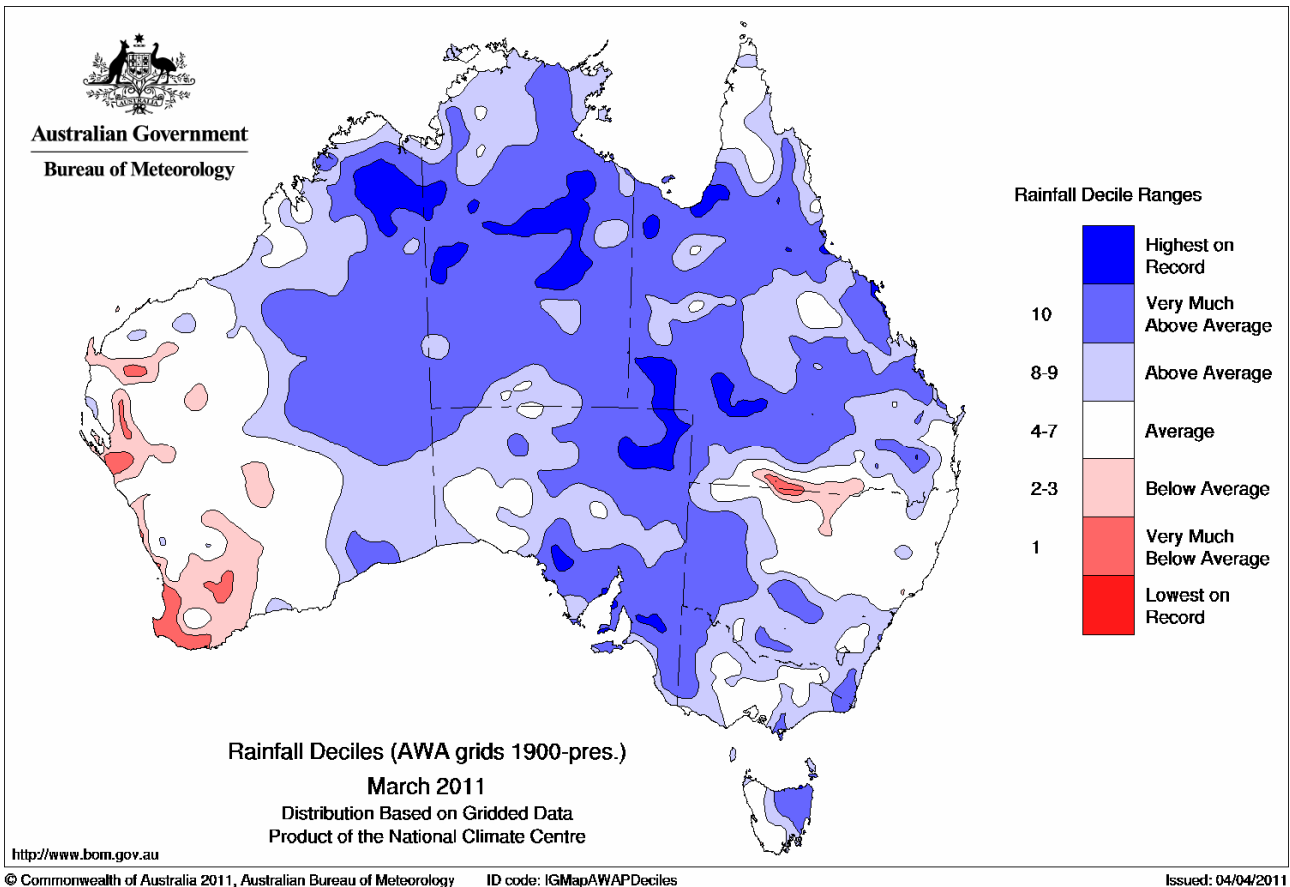 AUSTRALIA
Australian Government
Bureau of Meteorology
Rainfall Decile Ranges
Highest on
Record
10
Very Much
Above Average
8-9
Above Average
4-7
Average
2-3
Below Average
1
Very Much
Below Average
Lowest on
Record
Rainfall Deciles (AWA grids 1900-pres.)
March 2011
Distribution Based on Gridded Data
Product of the National Climate Centre
http://www.bom.gov.au
© Commonwealth of Australia 2011, Australian Bureau of Meteorology ID code: IGMapAWAPDeciles Issued: 04/04/2011